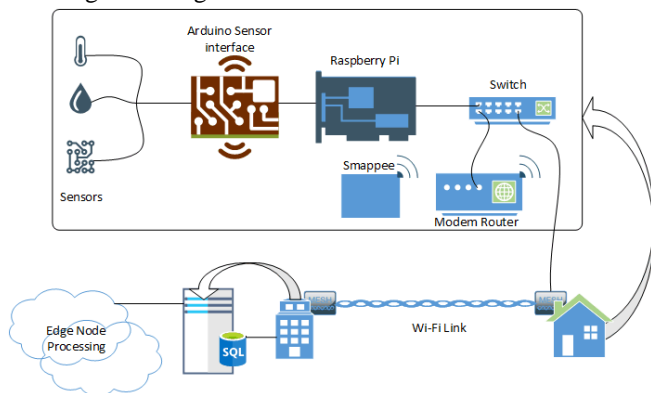 Arduino Sensor
interface
Raspberry Pi
Switch
Smappee
Sensors
Modem Router
MESH
MESH
Edge Node
Processing
SQL
Wi-Fi Link